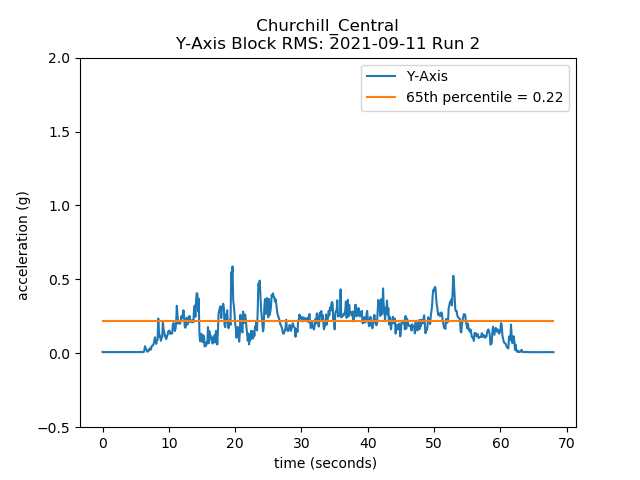 Churchill_Central
Y-Axis Block RMS: 2021-09-11 Run 2
Y-Axis
65th percentile = 0.22
2.0
1.5
1.0
0.5
0.0
−0.5
acceleration (g)
0 10 20 30 40 50 60 70
time (seconds)